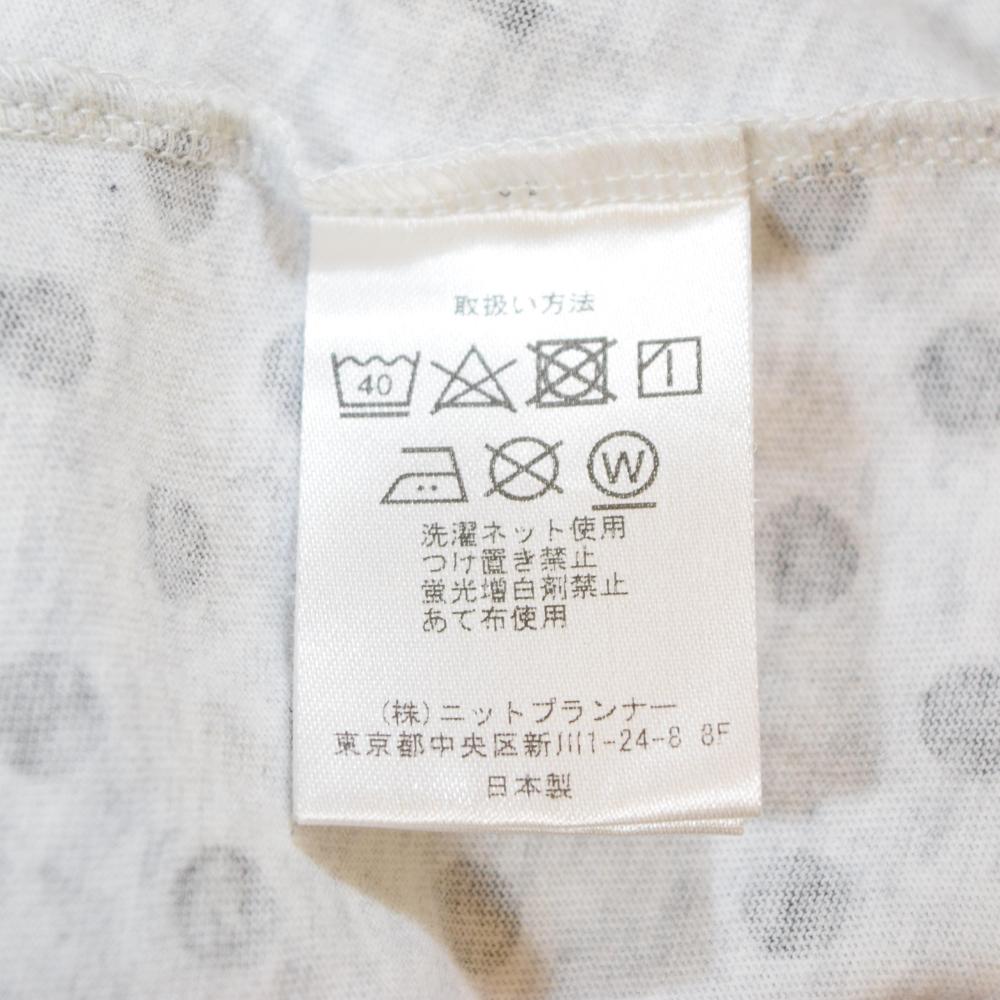 取扱い方法
40
W
洗濯ネット使用
つけ置き禁止
蛍光増白剤禁止
あて布使用
(株)ニットプランナー
東京都中央区新川1-24-8 8F
日本製